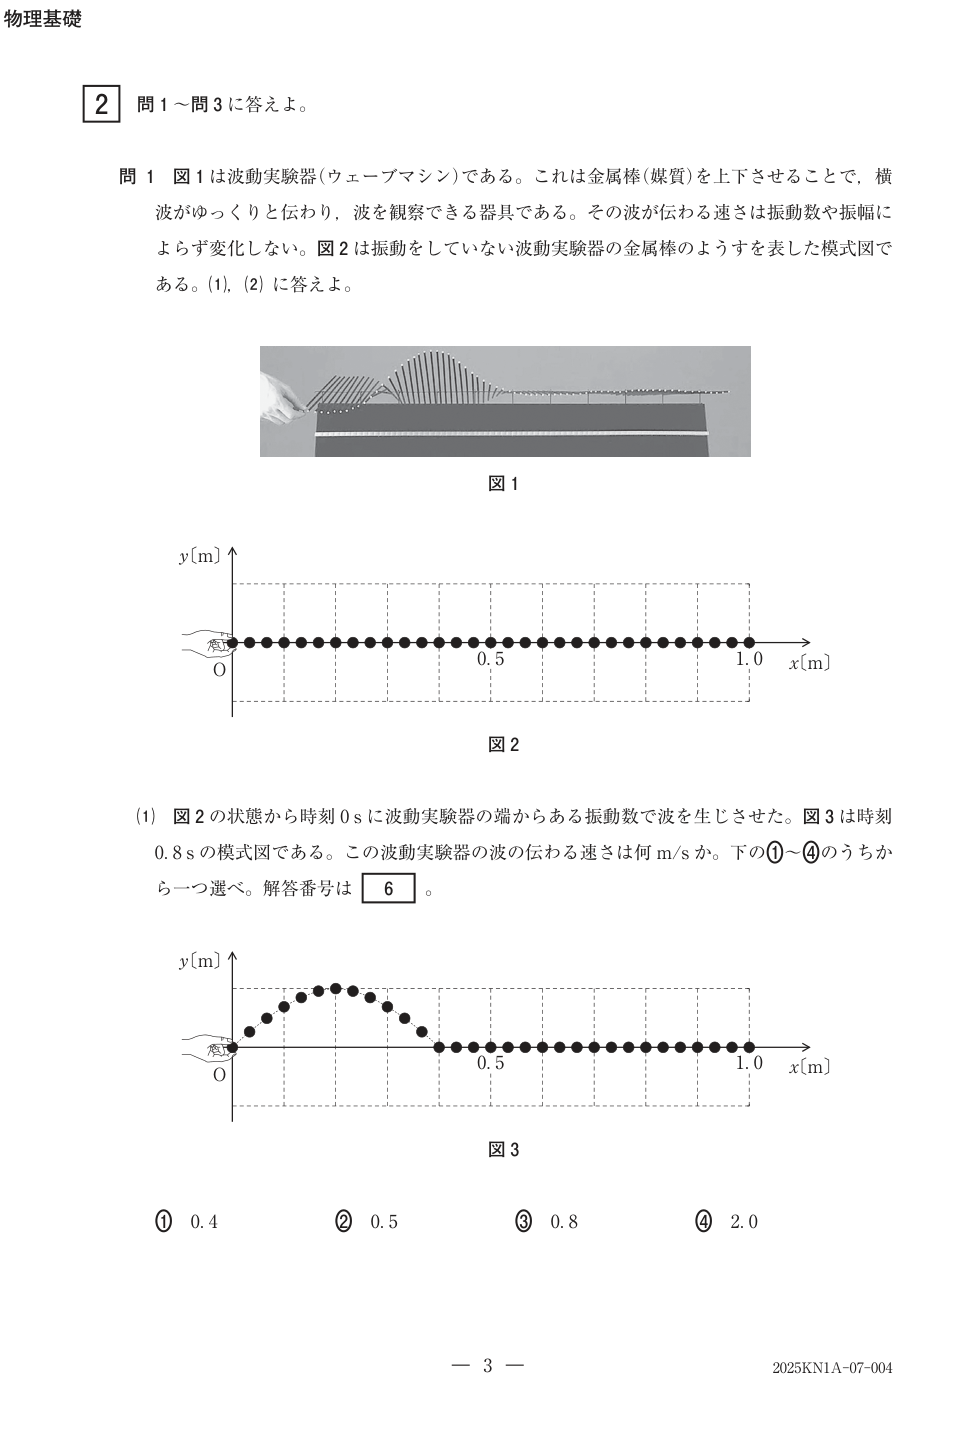 物理基礎
2 問1～問3に答えよ。
問1 図1は波動実験器(ウェーブマシン)である。これは金属棒(媒質)を上下させることで，横
波がゆっくりと伝わり，波を観察できる器具である。その波が伝わる速さは振動数や振幅に
よらず変化しない。図2は振動をしていない波動実験器の金属棒のようすを表した模式図で
ある。⑴，⑵ に答えよ。
図1
y〔m〕
O
0.5
1.0
x〔m〕
図2
⑴ 図2の状態から時刻0sに波動実験器の端からある振動数で波を生じさせた。図3は時刻
0.8sの模式図である。この波動実験器の波の伝わる速さは何m/sか。下の①～④のうちか
ら一つ選べ。解答番号は 6 。
y〔m〕
O
0.5
1.0
x〔m〕
図3
① 0.4 ② 0.5 ③ 0.8 ④ 2.0
— 3 —
2025KN1A-07-004